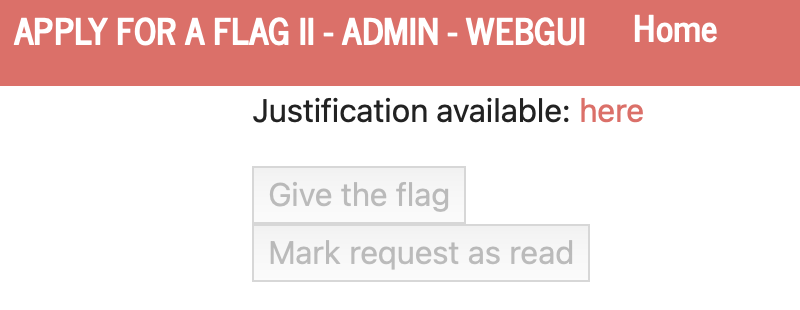 APPLY FOR A FLAG II - ADMIN - WEBGUI Home
Justification available: here
Give the flag
Mark request as read